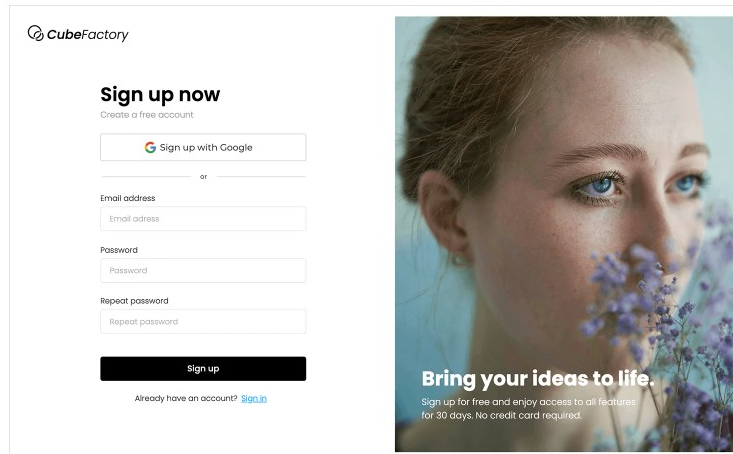 CubeFactory
Sign up now
Create a free account
Sign up with Google
or
Email address
Email adress
Password
Password
Repeat password
Repeat password
Sign up
Already have an account? Sign in
Bring your ideas to life.
Sign up for free and enjoy access to all features
for 30 days. No credit card required.